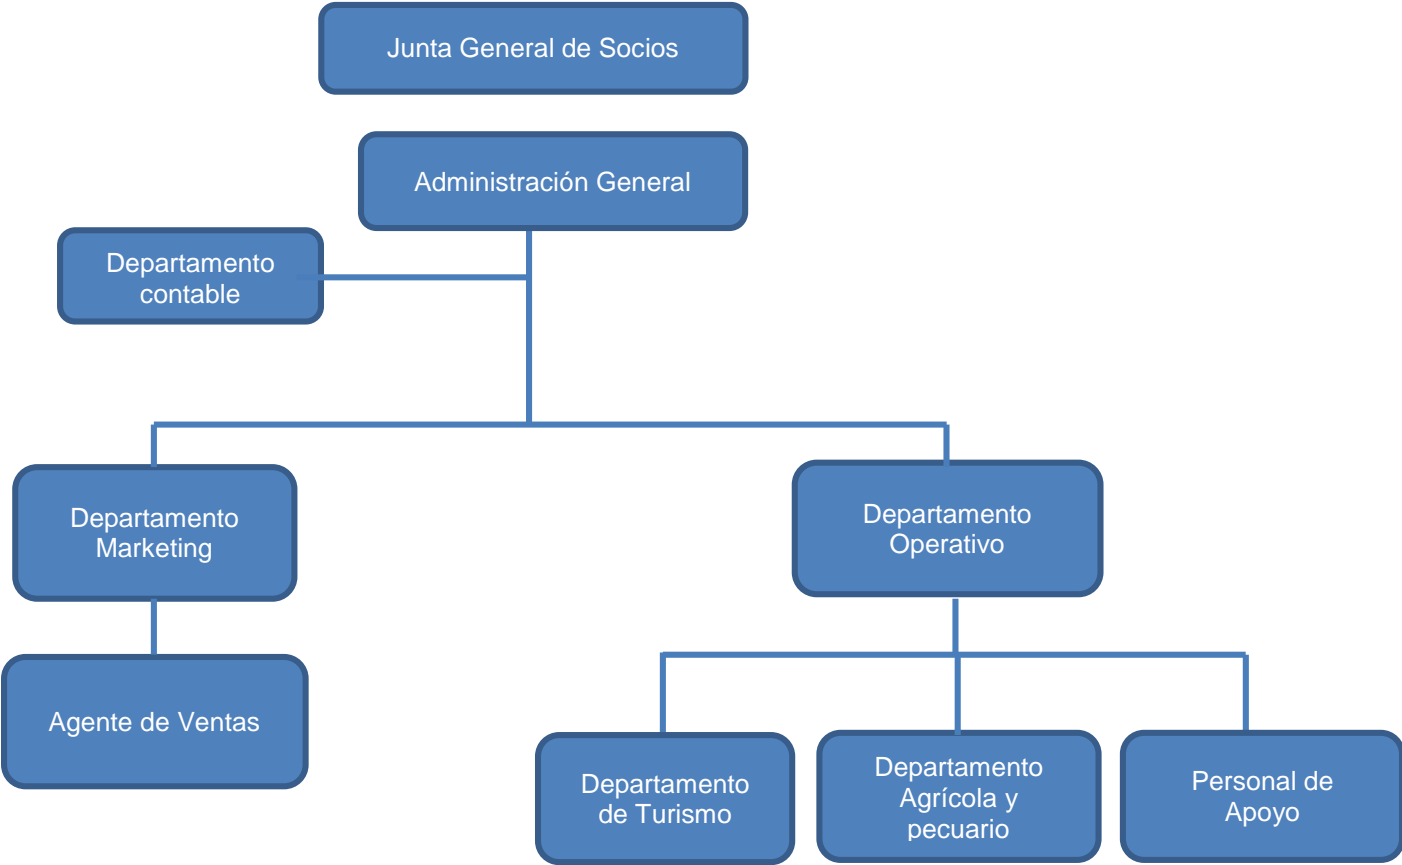 Junta General de Socios
Administración General
Departamento
contable
Departamento
Marketing
Departamento
Operativo
Agente de Ventas
Departamento
de Turismo
Departamento
Agrícola y
pecuario
Personal de
Apoyo